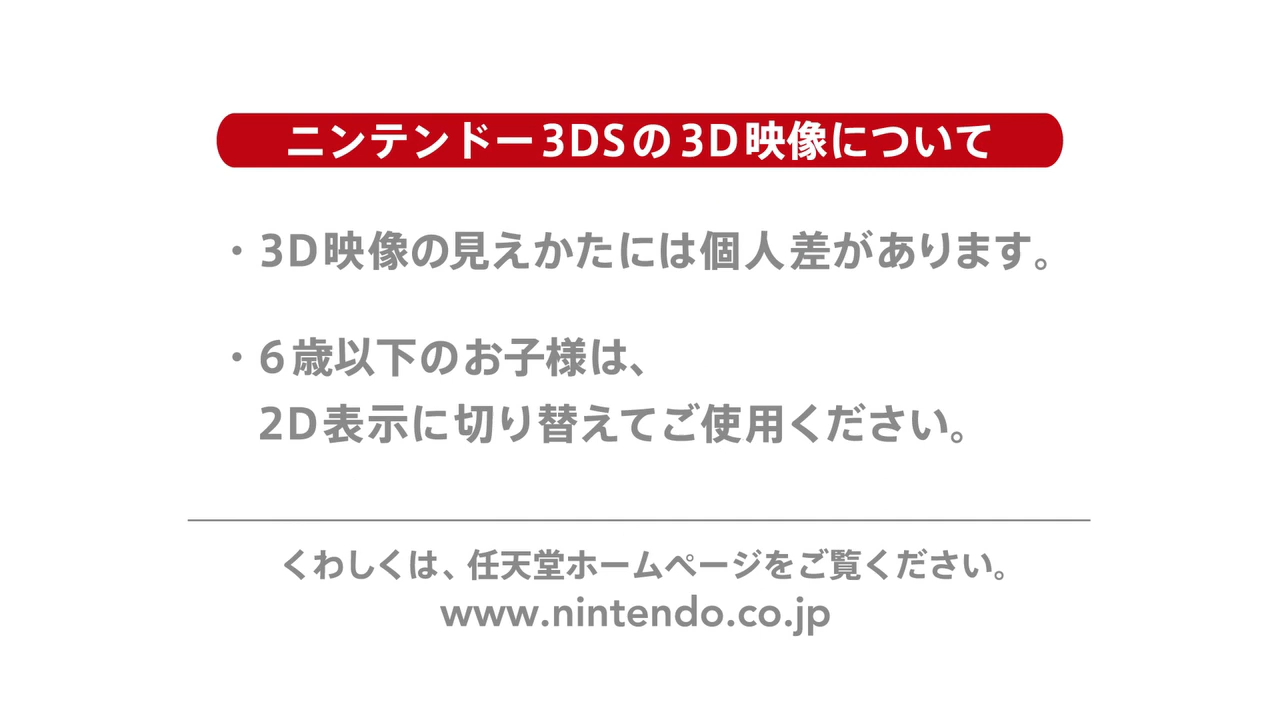 ニンテンドー3DSの3D映像について
・3D映像の見えかたには個人差があります。
・6歳以下のお子様は、
2D表示に切り替えてご使用ください。
くわしくは、任天堂ホームページをご覧ください。
www.nintendo.co.jp